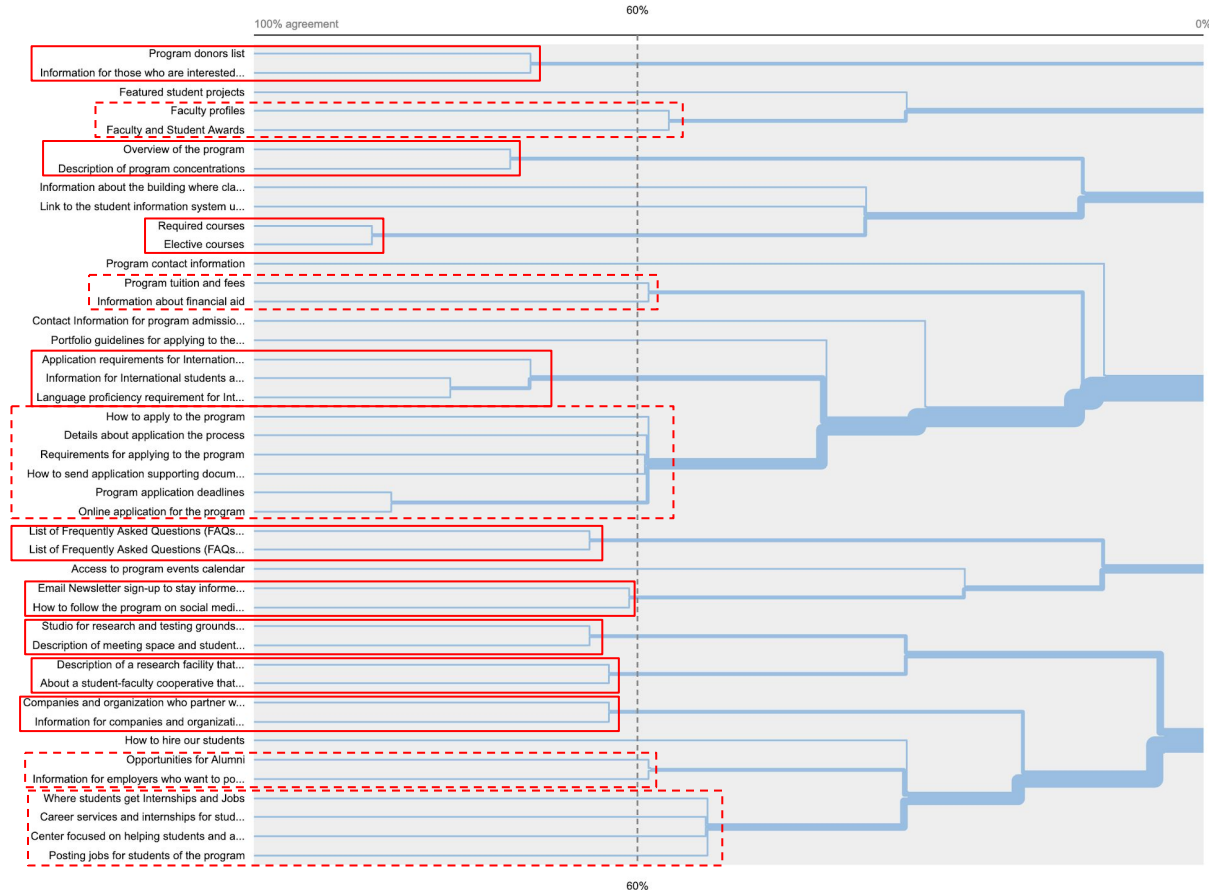 60%
100% agreement
0%
Program donors list
Information for those who are interested...
Featured student projects
Faculty profiles
Faculty and Student Awards
Overview of the program
Description of program concentrations
Information about the building where cla...
Link to the student information system u...
Required courses
Elective courses
Program contact information
Program tuition and fees
Information about financial aid
Contact Information for program admissio...
Portfolio guidelines for applying to the...
Application requirements for Internation...
Information for International students a...
Language proficiency requirement for Int...
How to apply to the program
Details about application the process
Requirements for applying to the program
How to send application supporting docum...
Program application deadlines
Online application for the program
List of Frequently Asked Questions (FAQs...
List of Frequently Asked Questions (FAQs...
Access to program events calendar
Email Newsletter sign-up to stay informe...
How to follow the program on social medi...
Studio for research and testing grounds...
Description of meeting space and student...
Description of a research facility that...
About a student-faculty cooperative that...
Companies and organization who partner w...
Information for companies and organizati...
How to hire our students
Opportunities for Alumni
Information for employers who want to po...
Where students get Internships and Jobs
Career services and internships for stud...
Center focused on helping students and a...
Posting jobs for students of the program
60%